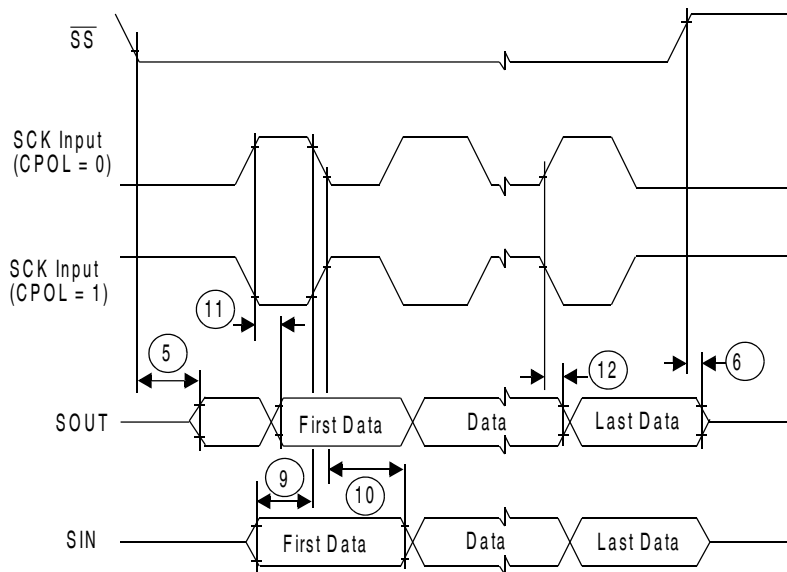 SS
SCK Input
(CPOL = 0)
SCK Input
(CPOL = 1)
11
5
12
6
SOUT
First Data
Data
Last Data
9
10
SIN
First Data
Data
Last Data